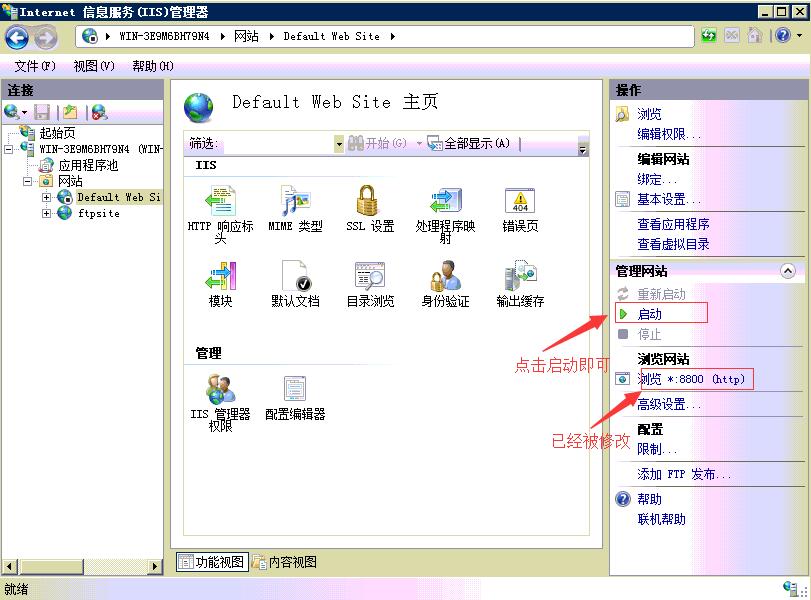 Internet 信息服务(IIS)管理器
WIN-3E9M6BH79N4 网站 Default Web Site
文件(F) 视图(V) 帮助(H)
连接
起始页
WIN-3E9M6BH79N4 (WIN-
应用程序池
网站
Default Web Si
ftpsite
Default Web Site 主页
筛选: 开始(G) 全部显示(A)
IIS
HTTP 响应标
头
MIME 类型
SSL 设置
处理程序映
射
404
错误页
模块
默认文档
目录浏览
身份验证
输出缓存
管理
IIS 管理器
权限
配置编辑器
功能视图 内容视图
操作
浏览
编辑权限...
编辑网站
绑定...
基本设置...
查看应用程序
查看虚拟目录
管理网站
重新启动
启动
停止
点击启动即可
浏览网站
浏览 *:8800 (http)
高级设置...
已经被修改
配置
限制...
添加 FTP 发布...
帮助
联机帮助
就绪